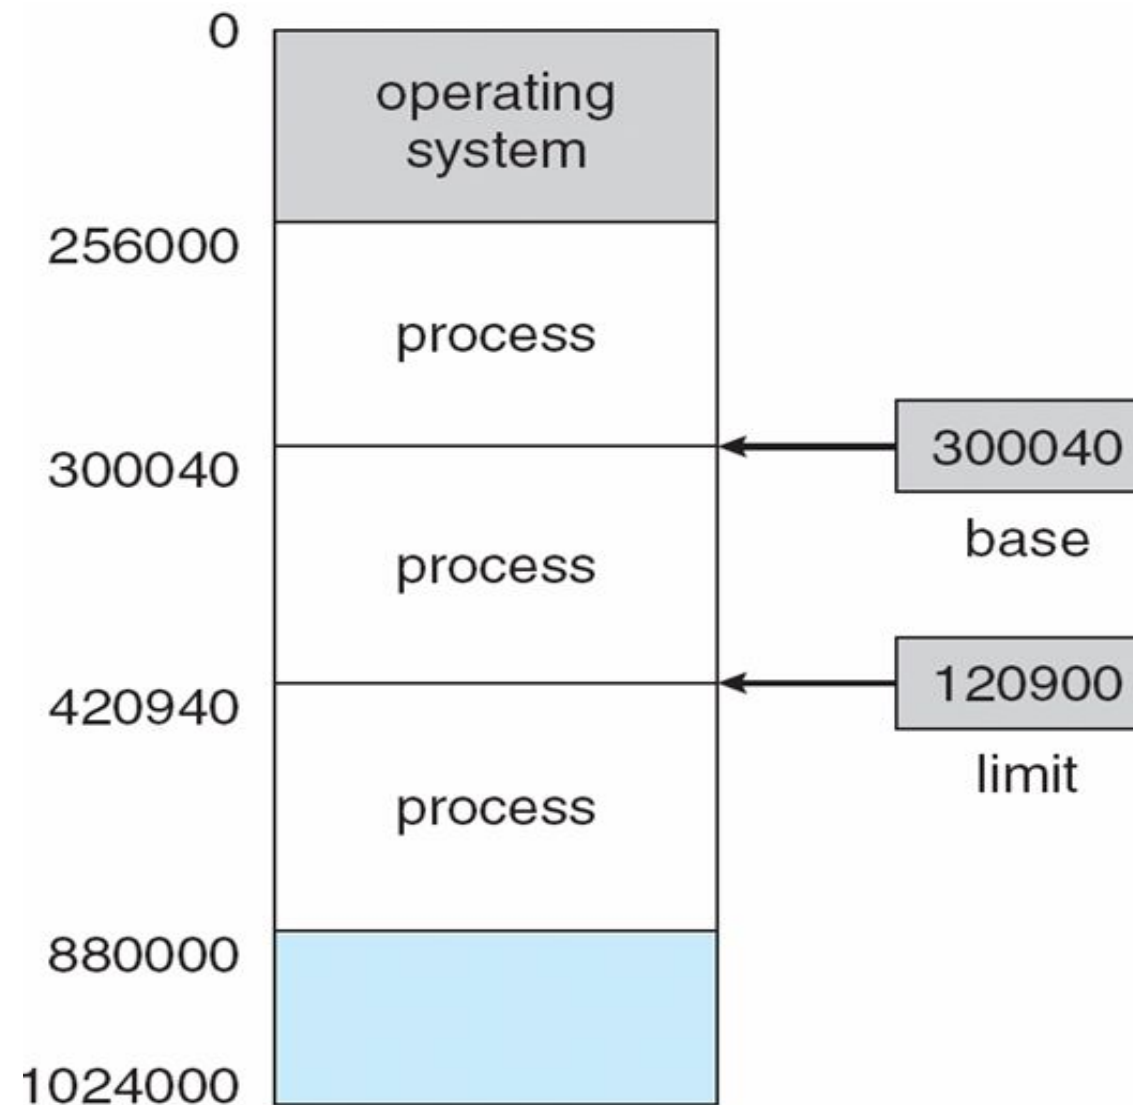 0
operating
system
256000
process
300040
300040
base
process
120900
limit
420940
process
880000
1024000